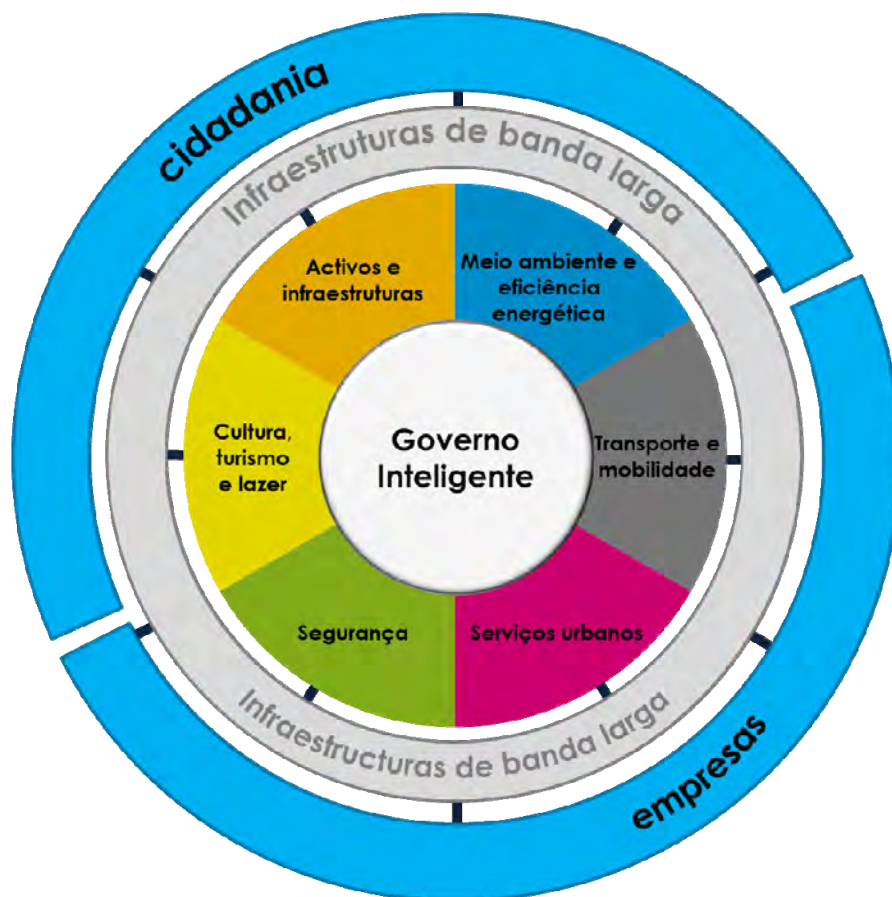 cidadania
Infraestruturas de banda larga
Activos e
infraestruturas
Meio ambiente e
eficiência
energética
Cultura,
turismo
e lazer
Governo
Inteligente
Transporte e
mobilidade
Segurança
Serviços urbanos
Infraestructuras de banda larga
empresas